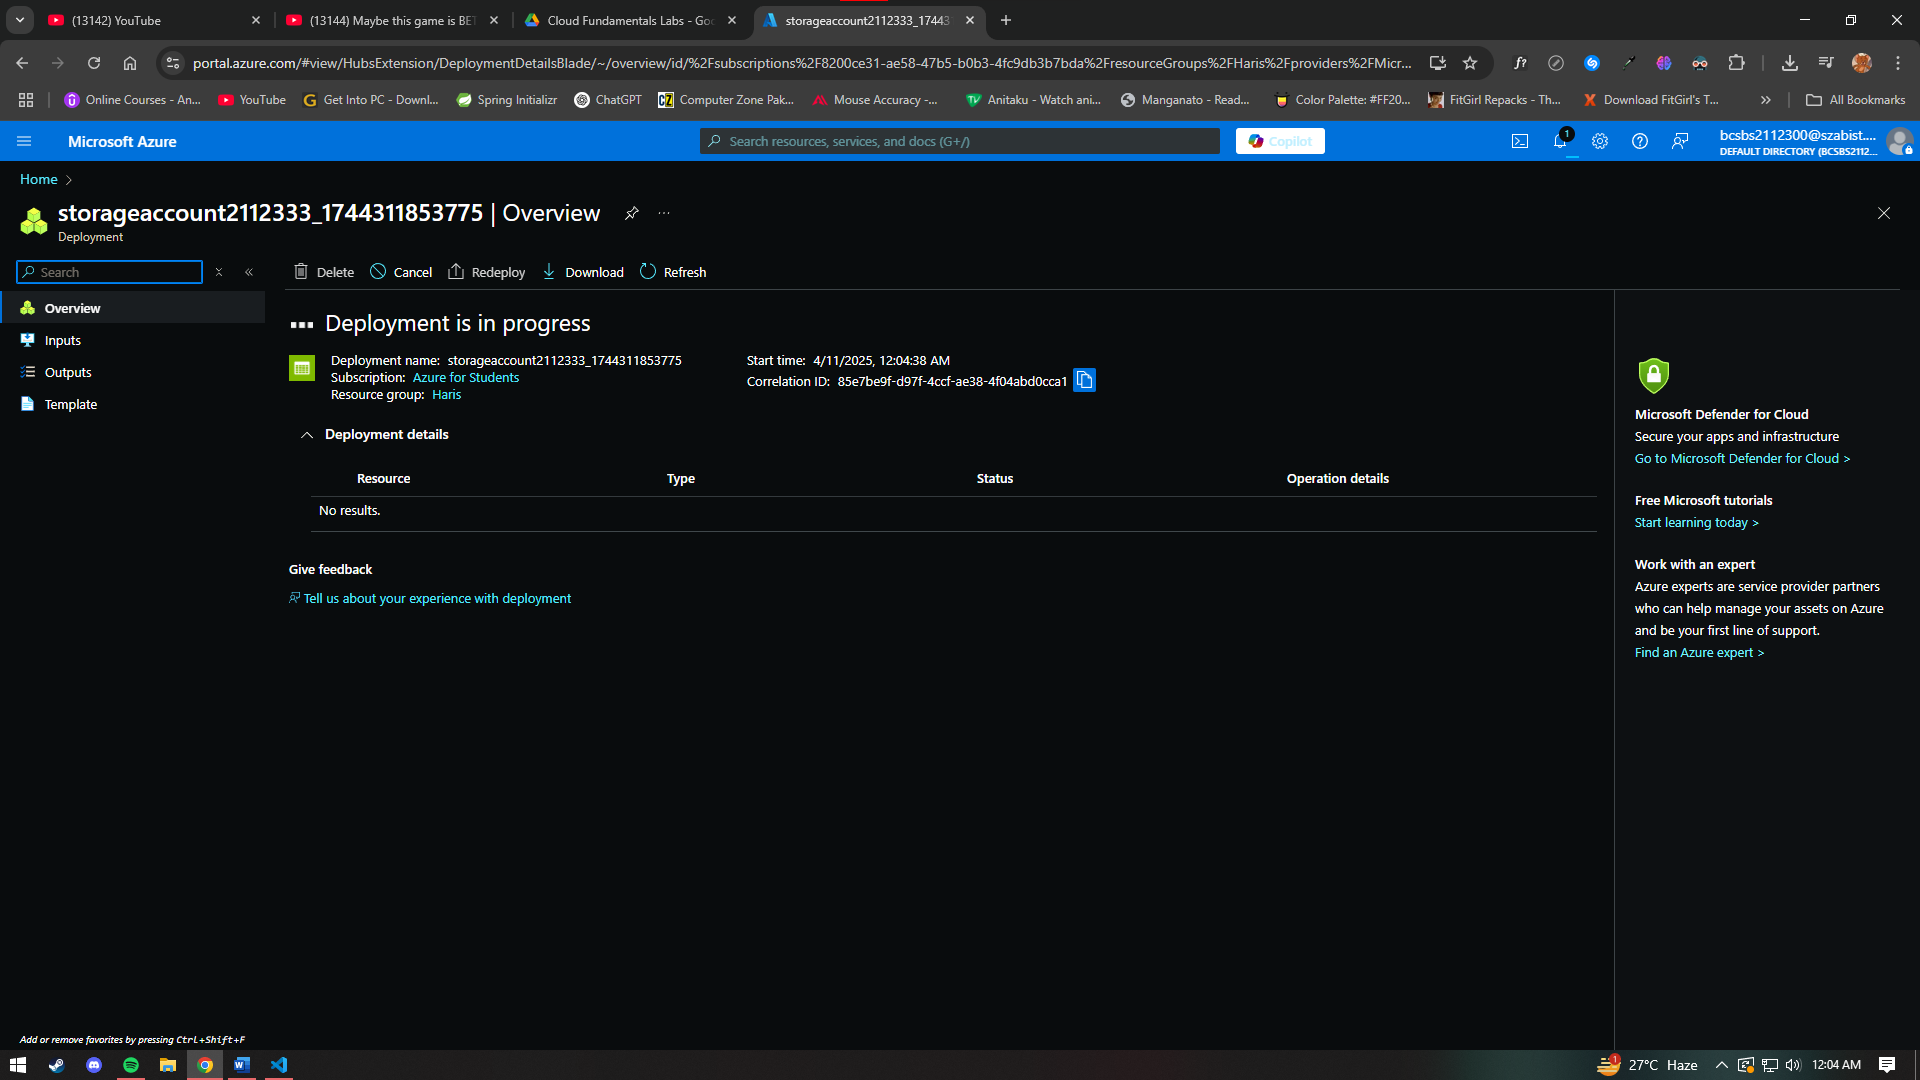 (13142) YouTube
(13144) Maybe this game is BET
Cloud Fundamentals Labs - Goo
storageaccount2112333_17443
portal.azure.com/#view/HubsExtension/DeploymentDetailsBlade/~/overview/id/%2Fsubscriptions%2F8200ce31-ae58-47b5-b0b3-4fc9db3b7bda%2FresourceGroups%2FHaris%2Fproviders%2FMicr...
Online Courses - An...
YouTube
Get Into PC - Downl...
Spring Initializr
ChatGPT
Computer Zone Pak...
Mouse Accuracy -...
Anitaku - Watch ani...
Manganato - Read...
Color Palette: #FF20...
FitGirl Repacks - Th...
Download FitGirl's T...
All Bookmarks
Microsoft Azure
Search resources, services, and docs (G+/)
Copilot
1
bcsbs2112300@szabist....
DEFAULT DIRECTORY (BCSBS2112...
Home
storageaccount2112333_1744311853775 | Overview
Deployment
Search
Delete
Cancel
Redeploy
Download
Refresh
Overview
Inputs
Outputs
Template
Deployment is in progress
Deployment name: storageaccount2112333_1744311853775
Subscription: Azure for Students
Resource group: Haris
Start time: 4/11/2025, 12:04:38 AM
Correlation ID: 85e7be9f-d97f-4ccf-ae38-4f04abd0cca1
Deployment details
Resource Type Status Operation details
No results.
Give feedback
Tell us about your experience with deployment
Microsoft Defender for Cloud
Secure your apps and infrastructure
Go to Microsoft Defender for Cloud >
Free Microsoft tutorials
Start learning today >
Work with an expert
Azure experts are service provider partners
who can help manage your assets on Azure
and be your first line of support.
Find an Azure expert >
Add or remove favorites by pressing Ctrl+Shift+F
1
27°C Haze
12:04 AM